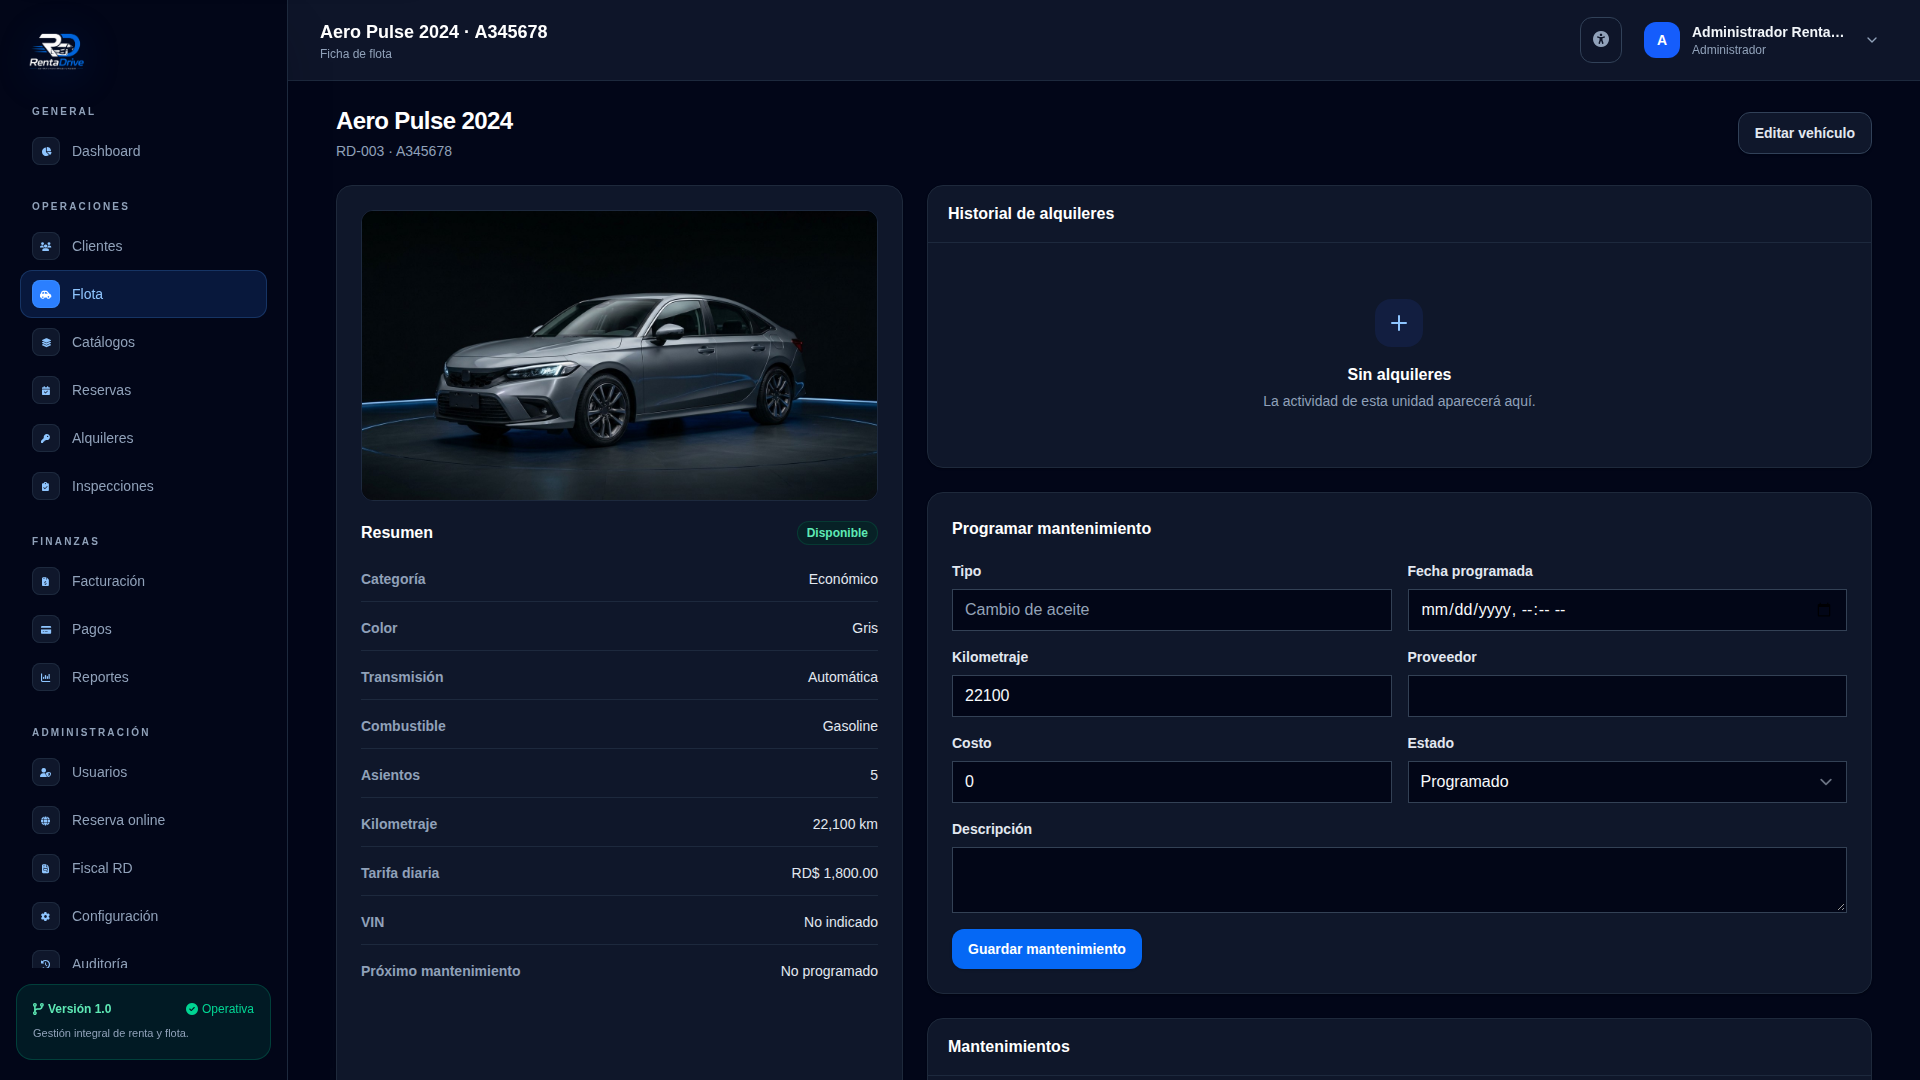 RentaDrive
GENERAL
Dashboard
OPERACIONES
Clientes
Flota
Catálogos
Reservas
Alquileres
Inspecciones
FINANZAS
Facturación
Pagos
Reportes
ADMINISTRACIÓN
Usuarios
Reserva online
Fiscal RD
Configuración
Auditoría
Versión 1.0
Operativa
Gestión integral de renta y flota.
Aero Pulse 2024 · A345678
Ficha de flota
A
Administrador Renta…
Administrador
Aero Pulse 2024
RD-003 · A345678
Editar vehículo
Resumen
Disponible
Categoría
Económico
Color
Gris
Transmisión
Automática
Combustible
Gasoline
Asientos
5
Kilometraje
22,100 km
Tarifa diaria
RD$ 1,800.00
VIN
No indicado
Próximo mantenimiento
No programado
Historial de alquileres
Sin alquileres
La actividad de esta unidad aparecerá aquí.
Programar mantenimiento
Tipo
Cambio de aceite
Fecha programada
mm/dd/yyyy, --:-- --
Kilometraje
22100
Proveedor
Costo
0
Estado
Programado
Descripción
Guardar mantenimiento
Mantenimientos